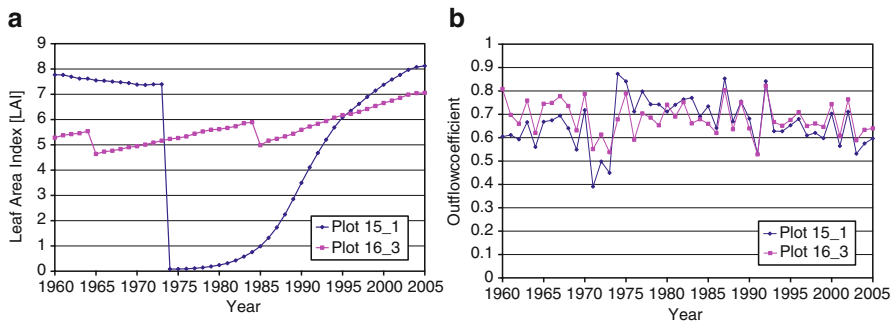 a
Leaf Area Index [LAI]
9
8
7
6
5
4
3
2
1
0
1960 1965 1970 1975 1980 1985 1990 1995 2000 2005
Year
Plot 15_1
Plot 16_3
b
Outflowcoefficient
1
0.9
0.8
0.7
0.6
0.5
0.4
0.3
0.2
0.1
0
1960 1965 1970 1975 1980 1985 1990 1995 2000 2005
Year
Plot 15_1
Plot 16_3